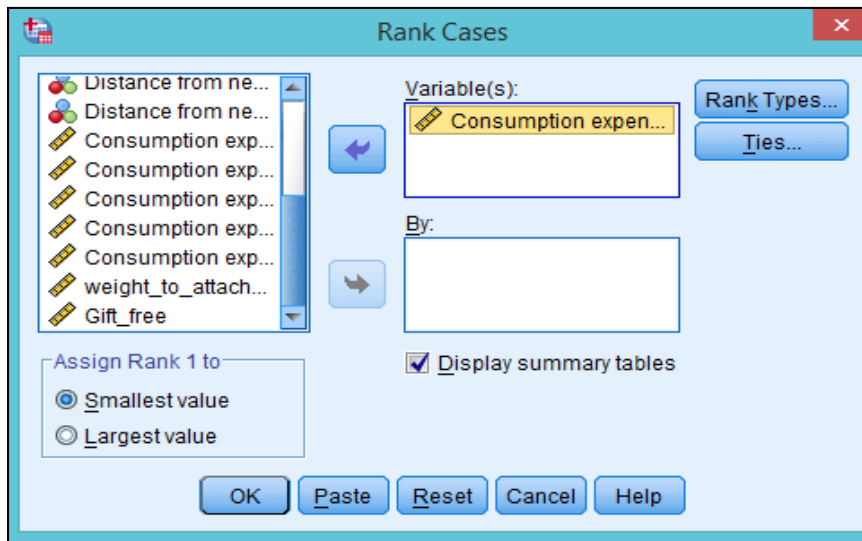 Rank Cases
Distance from ne...
Distance from ne...
Consumption exp...
Consumption exp...
Consumption exp...
Consumption exp...
Consumption exp...
weight_to_attach...
Gift_free
Variable(s):
Consumption expen...
By:
Rank Types...
Ties...
Assign Rank 1 to
Smallest value
Largest value
Display summary tables
OK
Paste
Reset
Cancel
Help